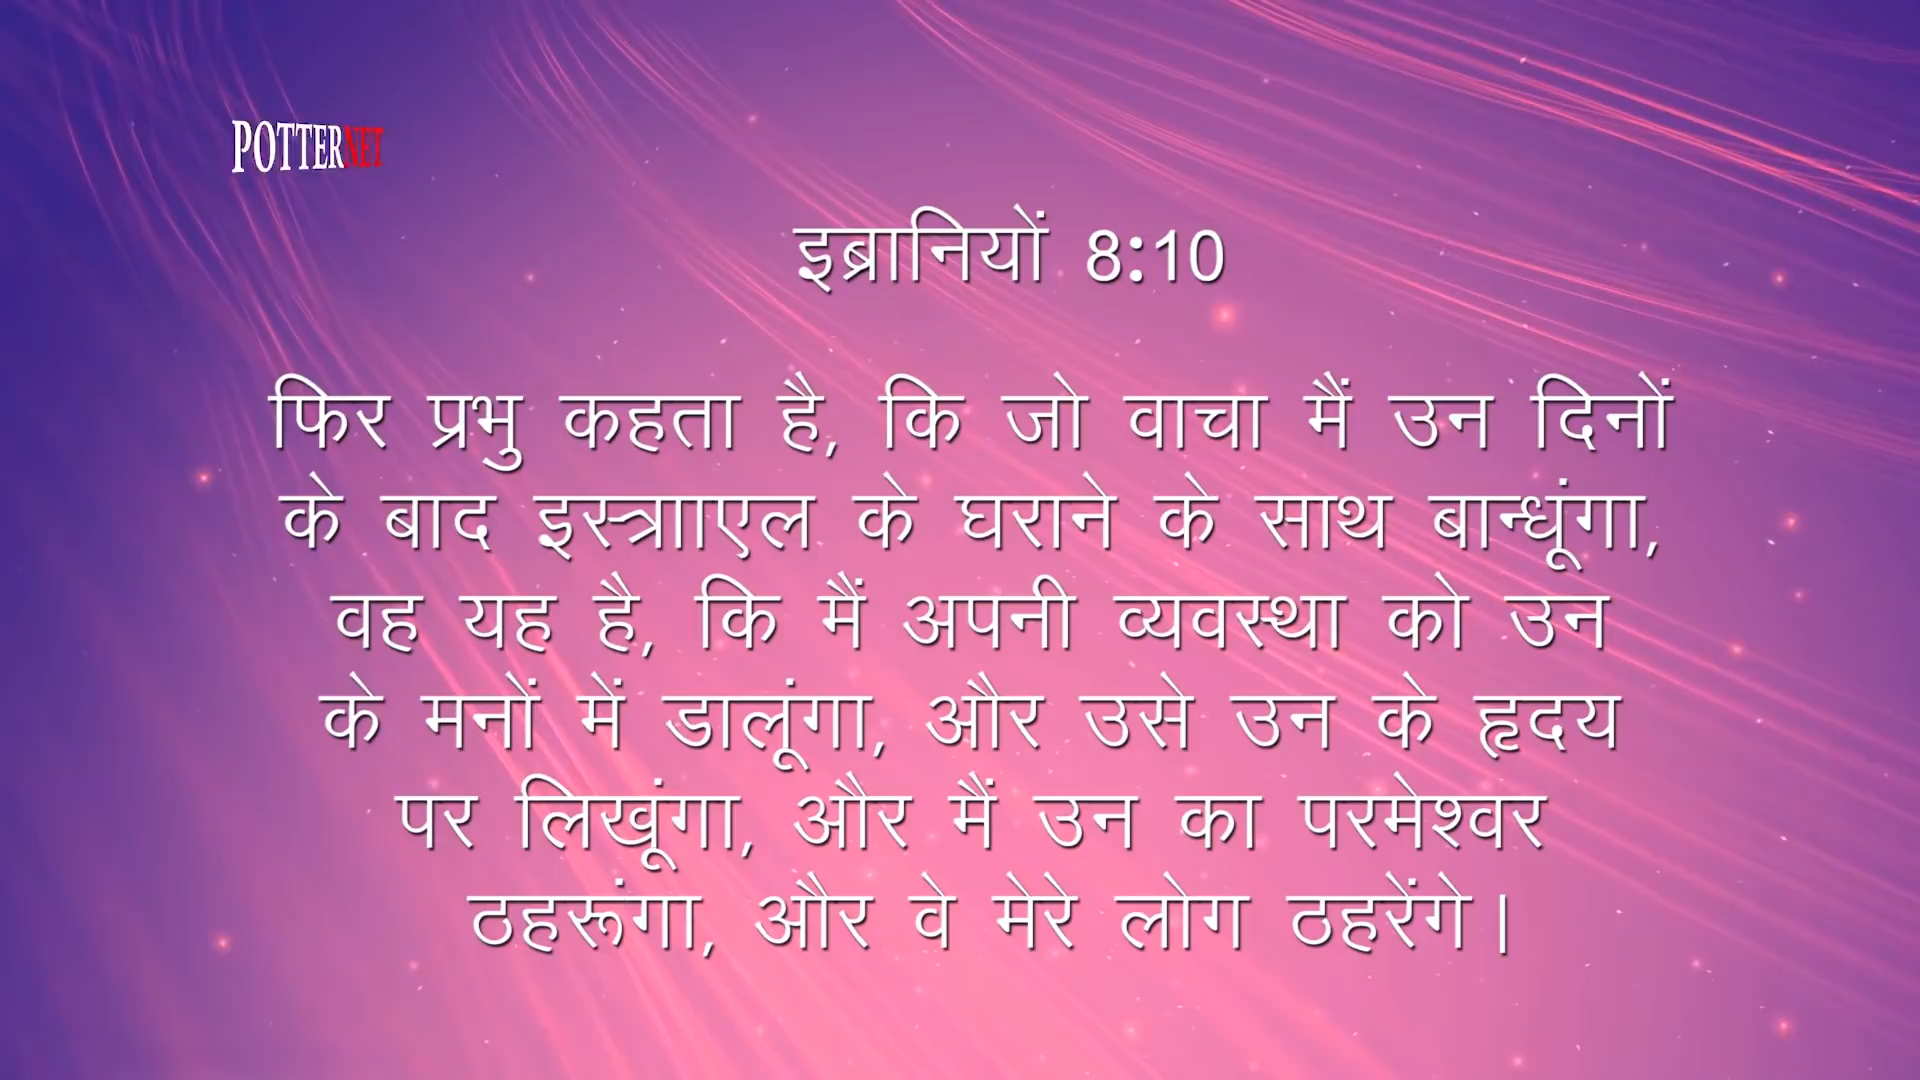 POTTERNET
इब्रानियों 8:10
फिर प्रभु कहता है, कि जो वाचा मैं उन दिनों
के बाद इस्त्रााएल के घराने के साथ बान्धूंगा,
वह यह है, कि मैं अपनी व्यवस्था को उन
के मनों में डालूंगा, और उसे उन के हृदय
पर लिखूंगा, और मैं उन का परमेश्वर
ठहरूंगा, और वे मेरे लोग ठहरेंगे।